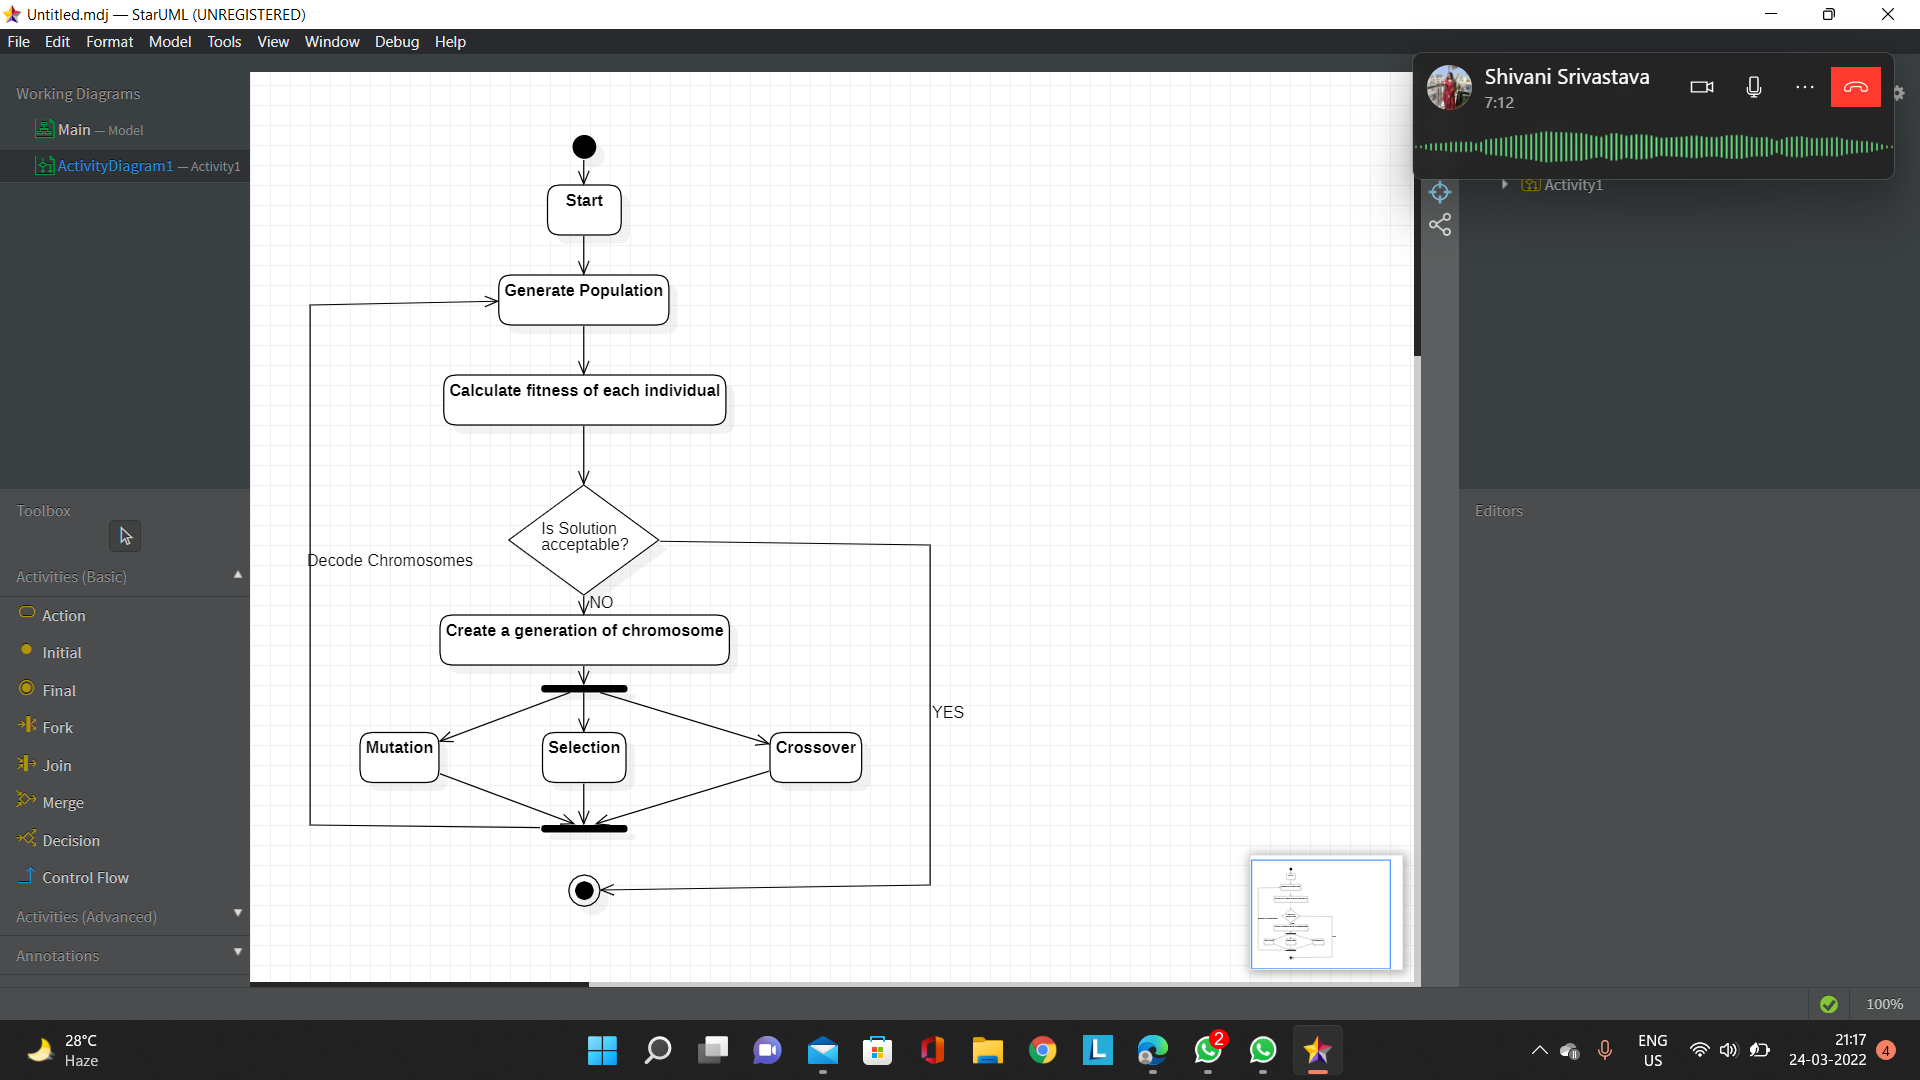 Untitled.mdj — StarUML (UNREGISTERED)
File Edit Format Model Tools View Window Debug Help
Shivani Srivastava
7:12
Working Diagrams
Main — Model
ActivityDiagram1 — Activity1
Activity1
Start
Generate Population
Calculate fitness of each individual
Is Solution
acceptable?
Decode Chromosomes
NO
Create a generation of chromosome
YES
Mutation
Selection
Crossover
Toolbox
Activities (Basic)
Action
Initial
Final
Fork
Join
Merge
Decision
Control Flow
Activities (Advanced)
Annotations
Editors
100%
28°C
Haze
L
2
ENG
US
21:17
24-03-2022
4